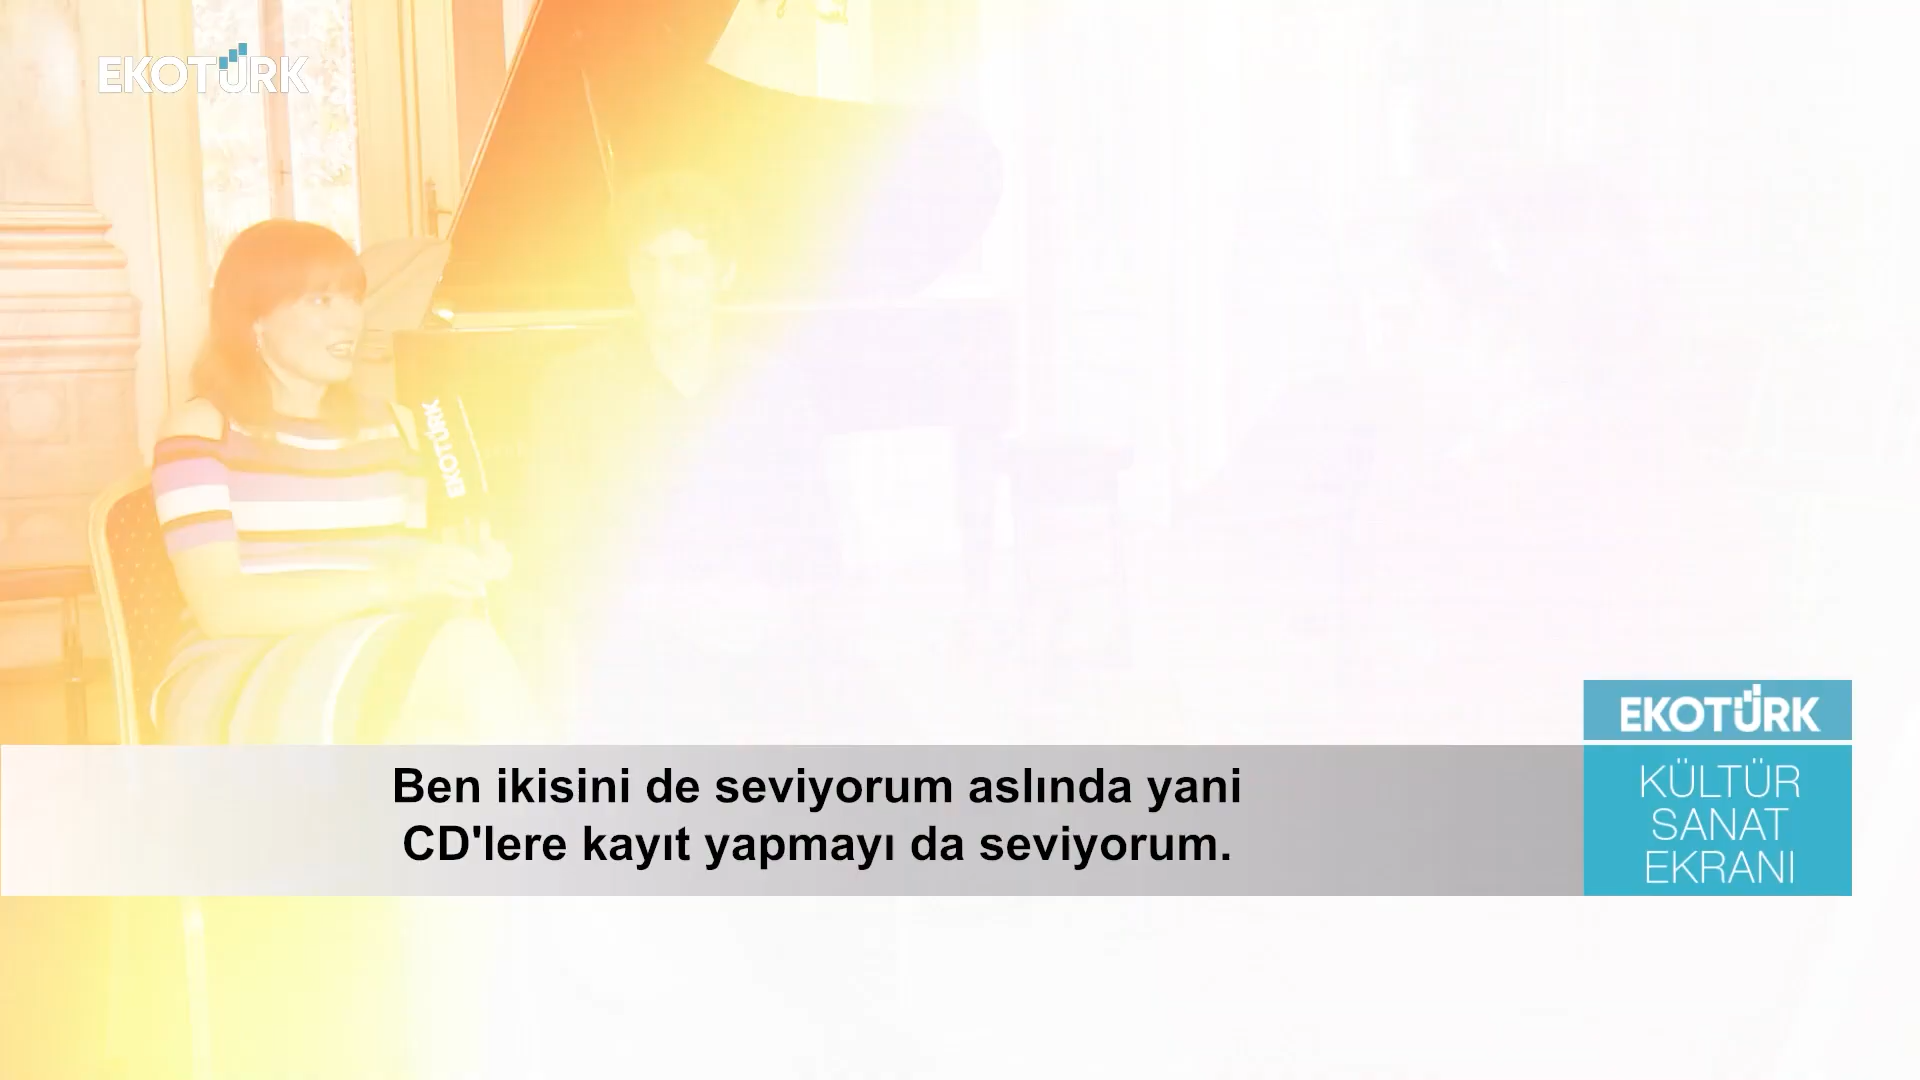 EKOTÜRK
EKOTÜRK
EKOTÜRK
Ben ikisini de seviyorum aslında yani
CD'lere kayıt yapmayı da seviyorum.
KÜLTÜR
SANAT
EKRANI